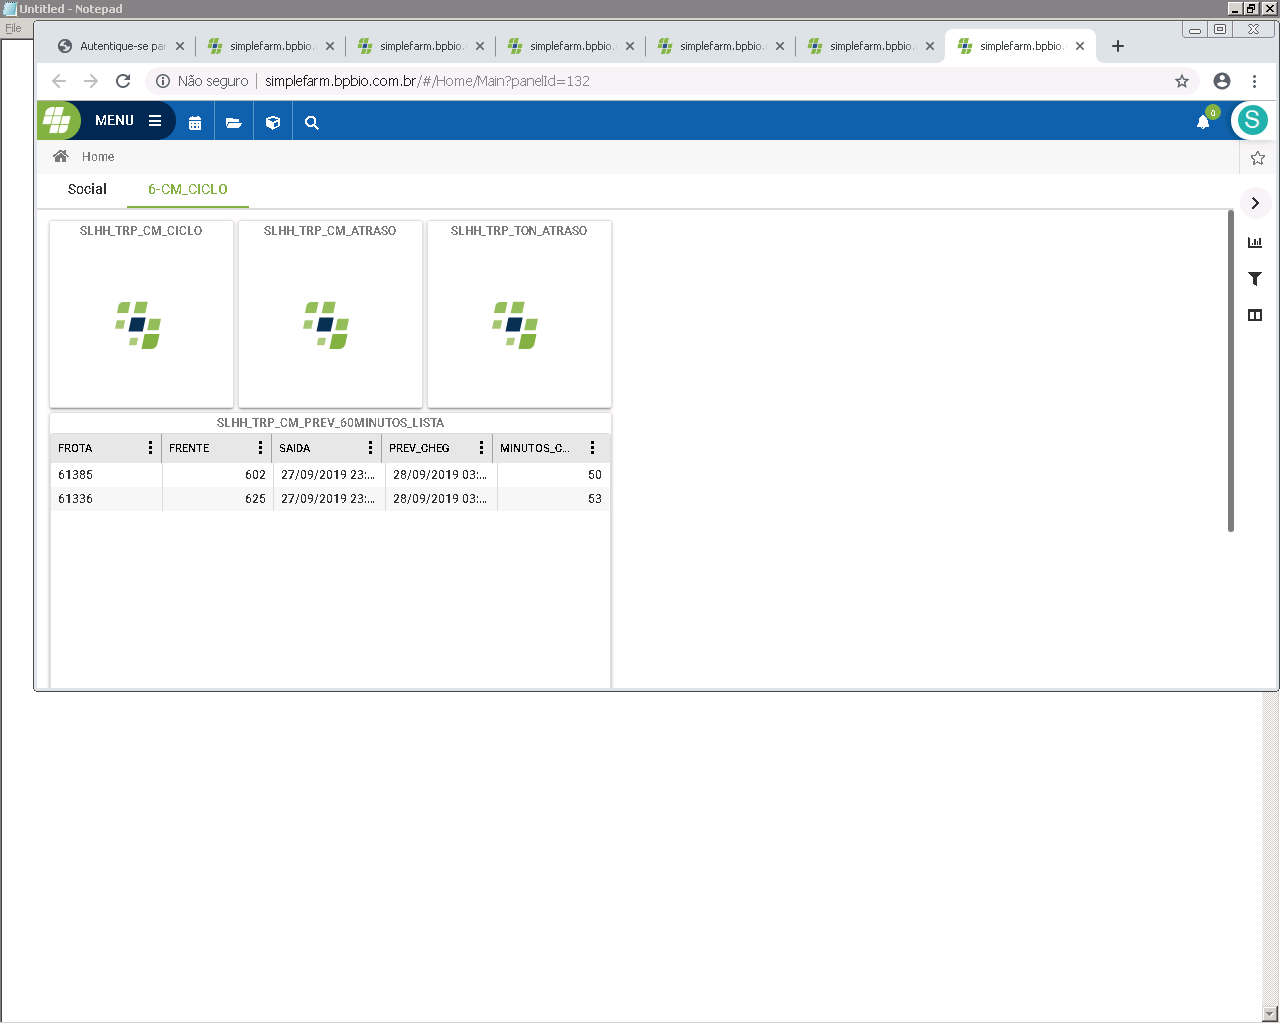 Untitled - Notepad
File
Autentique-se pa
simplefarm.bpbio.
simplefarm.bpbio.
simplefarm.bpbio.
simplefarm.bpbio.
simplefarm.bpbio.
simplefarm.bpbio.
Não seguro
simplefarm.bpbio.com.br/#/Home/Main?panelId=132
MENU
S
Home
Social
6-CM_CICLO
SLHH_TRP_CM_CICLO
SLHH_TRP_CM_ATRASO
SLHH_TRP_TON_ATRASO
SLHH_TRP_CM_PREV_60MINUTOS_LISTA
FROTA FRENTE SAIDA PREV_CHEG MINUTOS_C...
61385 602 27/09/2019 23:... 28/09/2019 03:... 50
61336 625 27/09/2019 23:... 28/09/2019 03:... 53